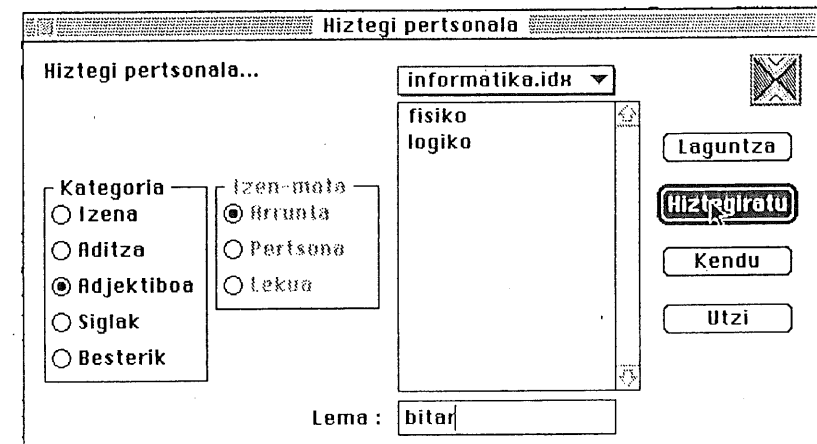 Hiztegi pertsonala
Hiztegi pertsonala...
informatika.idx
fisiko
logiko
Laguntza
Hiztegiratu
Kendu
Utzi
Kategoria
Izena
Aditza
Adjektiboa
Siglak
Besterik
Izen-mota
Arrunta
Pertsona
Lekua
Lema : bitar